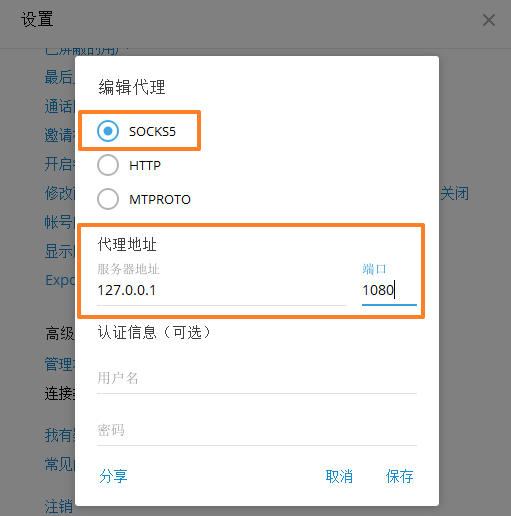 设置
已屏蔽的用户
最后
通话
邀请
开启
修改
关闭
帐号
显示
Expo
编辑代理
SOCKS5
HTTP
MTPROTO
代理地址
服务器地址
端口
127.0.0.1
1080
认证信息（可选）
用户名
密码
分享
取消
保存
高级
管理
连接
我有
常见
注销